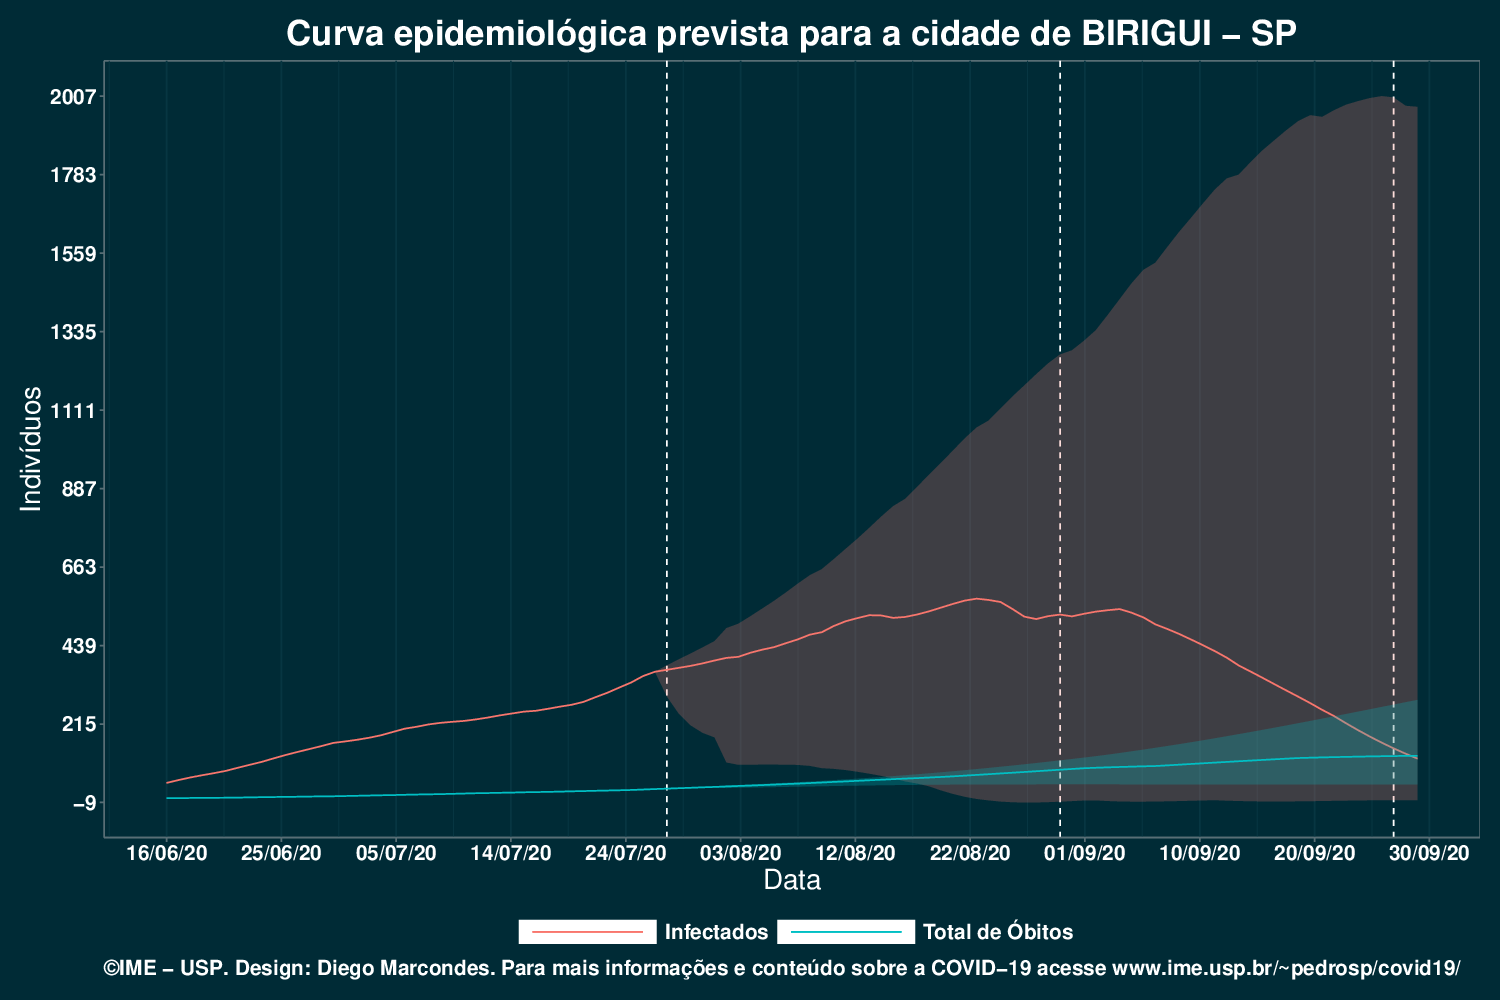 Curva epidemiológica prevista para a cidade de BIRIGUI – SP
2007
1783
1559
1335
1111
887
663
439
215
−9
Indivíduos
16/06/20 25/06/20 05/07/20 14/07/20 24/07/20 03/08/20 12/08/20 22/08/20 01/09/20 10/09/20 20/09/20 30/09/20
Data
Infectados Total de Óbitos
©IME – USP. Design: Diego Marcondes. Para mais informações e conteúdo sobre a COVID−19 acesse www.ime.usp.br/~pedrosp/covid19/